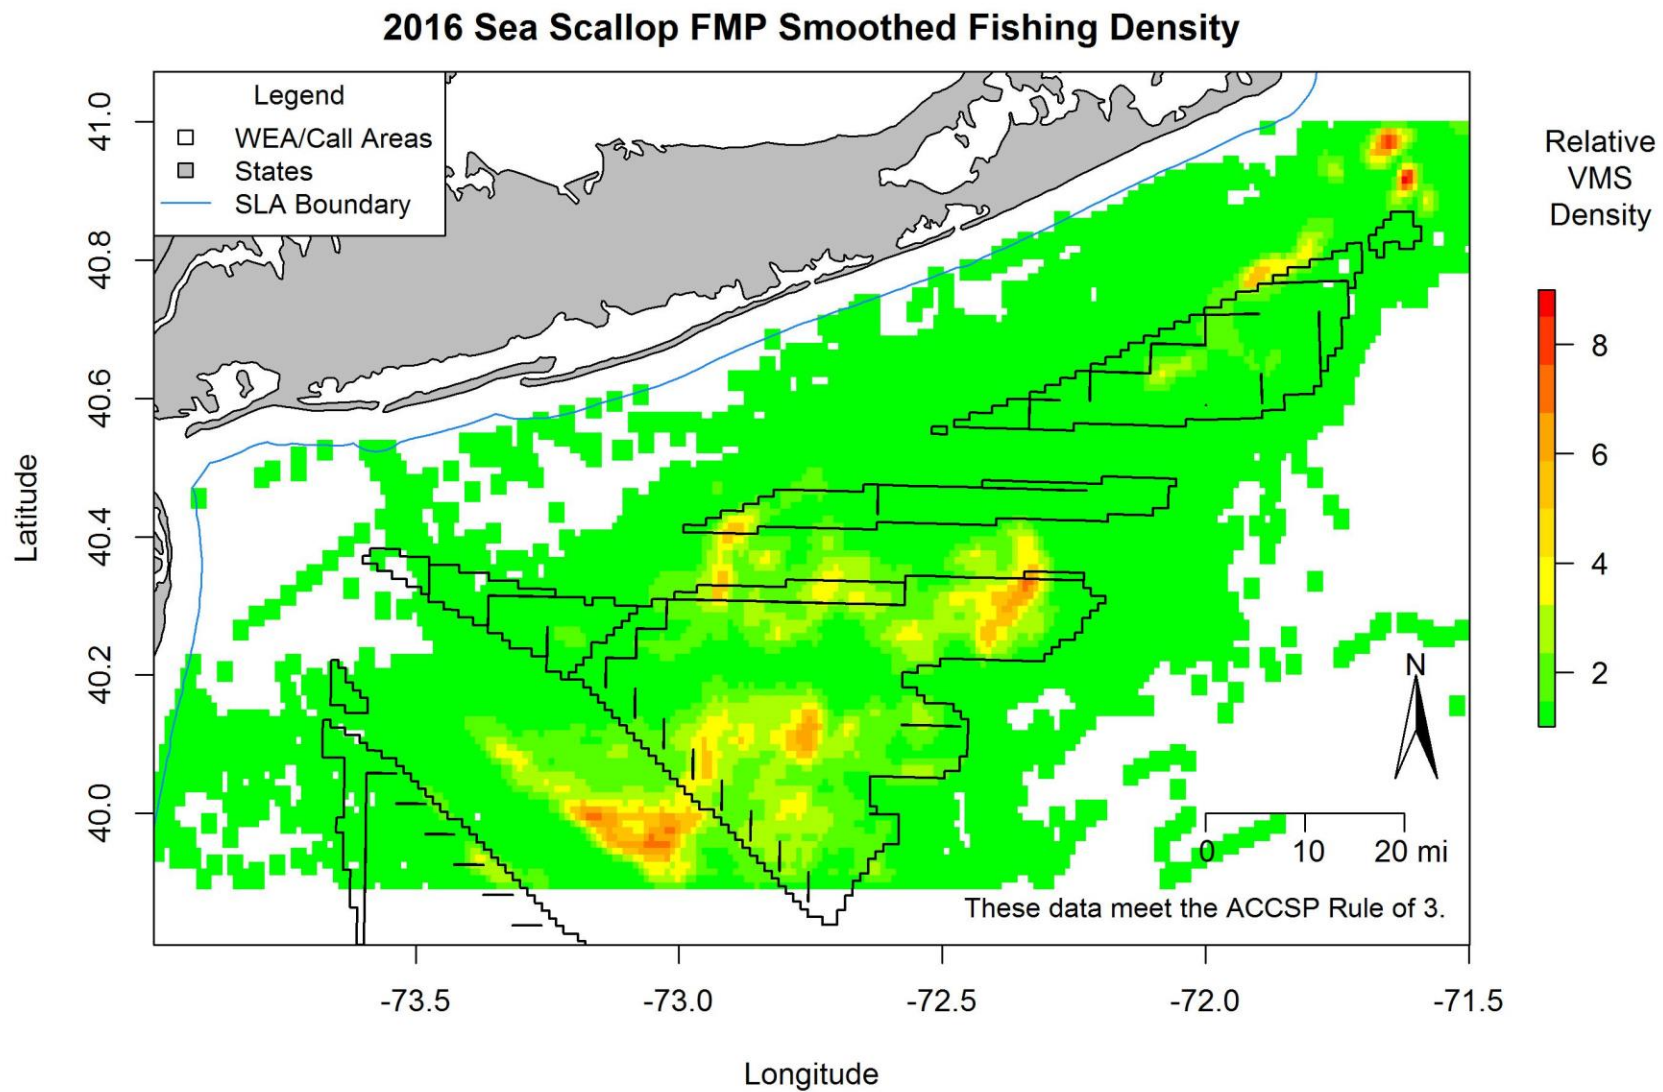 2016 Sea Scallop FMP Smoothed Fishing Density
Legend
WEA/Call Areas
States
SLA Boundary
Relative
VMS
Density
8
6
4
2
Latitude
41.0
40.8
40.6
40.4
40.2
40.0
N
0 10 20 mi
These data meet the ACCSP Rule of 3.
-73.5 -73.0 -72.5 -72.0 -71.5
Longitude